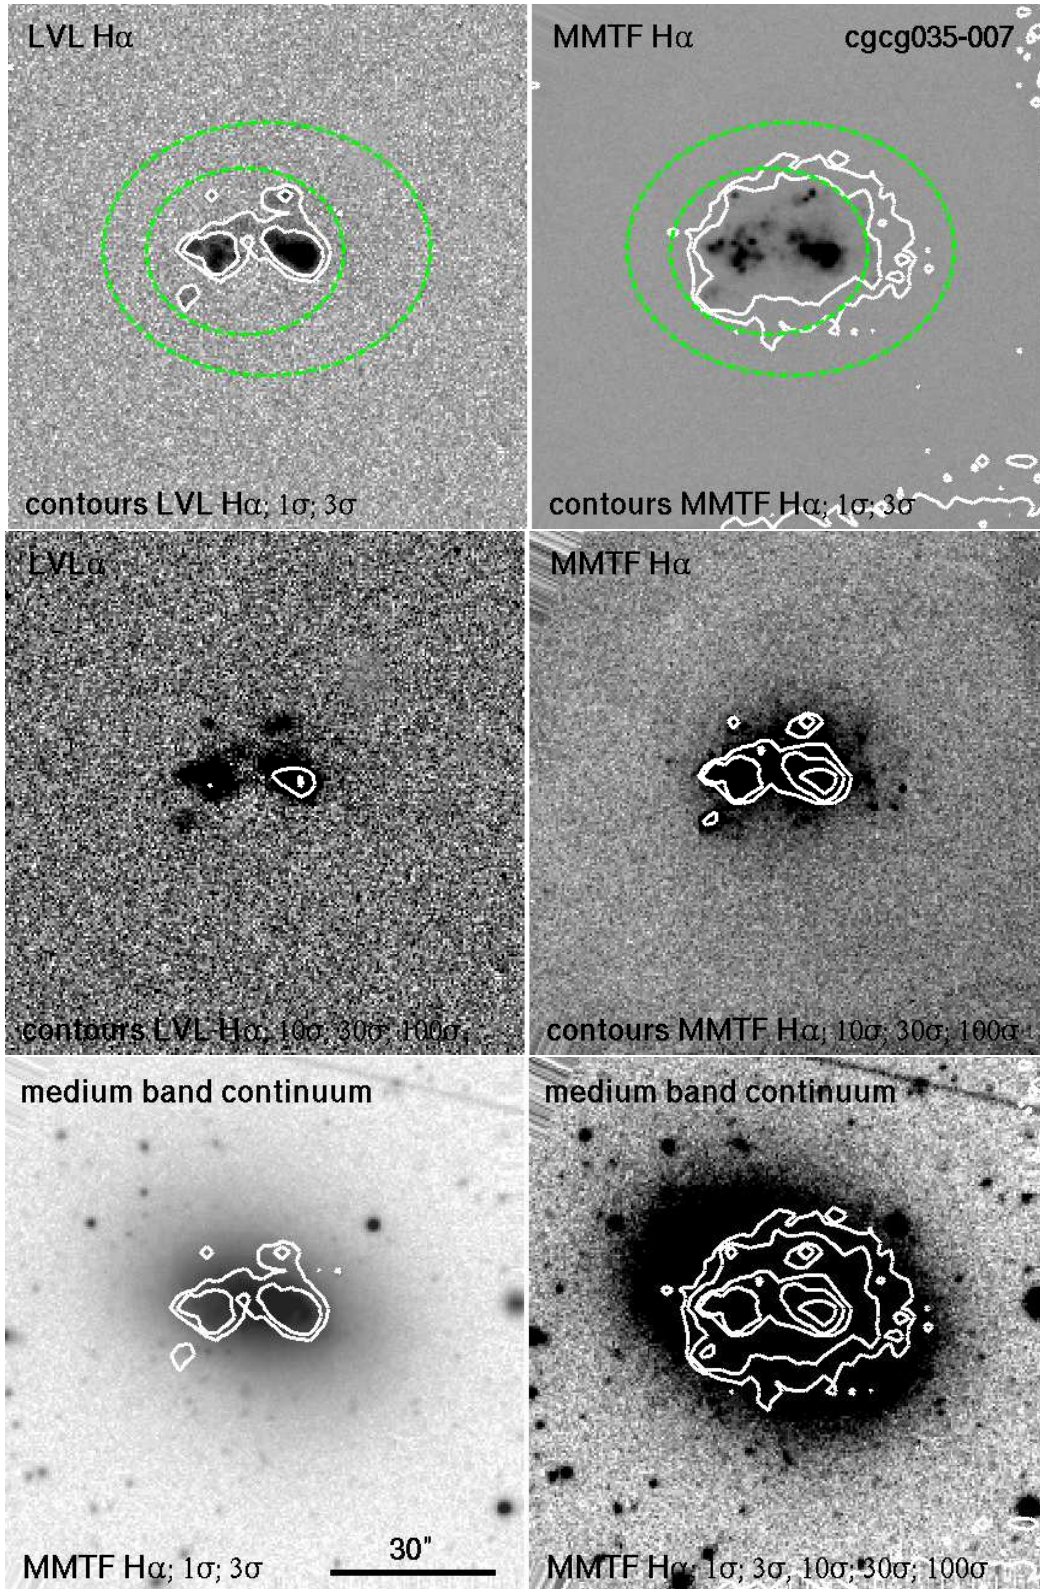 LVL Hα
MMTF Hα cgcg035-007
contours LVL Hα; 1σ; 3σ
contours MMTF Hα; 1σ; 3σ
LVLα
MMTF Hα
contours LVL Hα; 10σ; 30σ; 100σ
contours MMTF Hα; 10σ; 30σ; 100σ
medium band continuum
medium band continuum
MMTF Hα; 1σ; 3σ
30"
MMTF Hα; 1σ; 3σ, 10σ; 30σ; 100σ